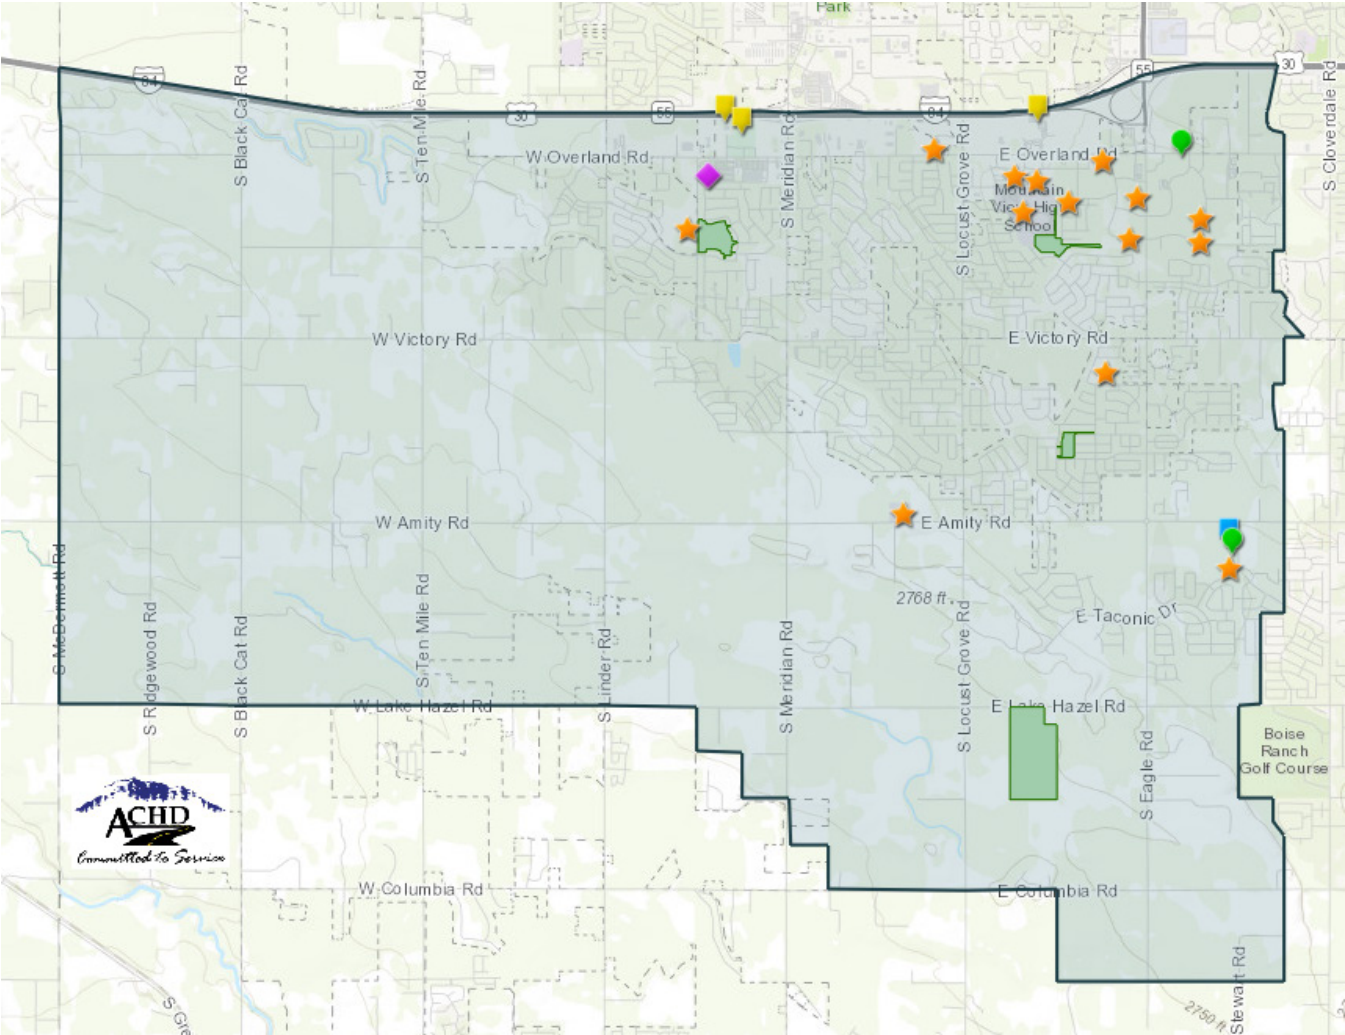 Park
30
55
84
S Cloverdale Rd
S Black Cat Rd
S Ten Mile Rd
30
55
84
S Meridian Rd
W Overland Rd
E Overland Rd
S Locust Grove Rd
Mountain
View High
School
W Victory Rd
E Victory Rd
W Amity Rd
E Amity Rd
S McDermott Rd
S Ridgewood Rd
S Black Cat Rd
S Ten Mile Rd
S Linder Rd
S Meridian Rd
2768 ft
S Locust Grove Rd
E Taconic Dr
W Lake Hazel Rd
E Lake Hazel Rd
S Eagle Rd
Boise
Ranch
Golf Course
ACHD
Committed to Service
W Columbia Rd
E Columbia Rd
S Gre
Stewart Rd
2750 ft